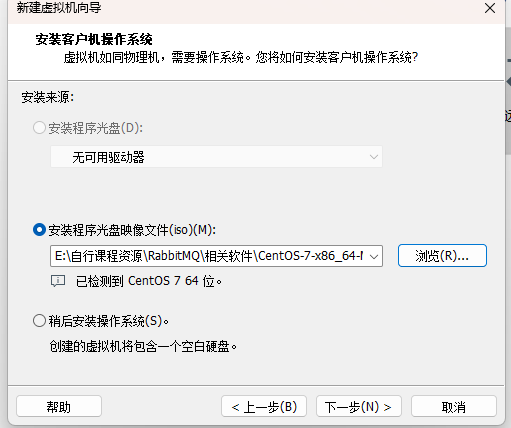 新建虚拟机向导
安装客户机操作系统
虚拟机如同物理机，需要操作系统。您将如何安装客户机操作系统?
安装来源:
安装程序光盘(D):
无可用驱动器
安装程序光盘映像文件(iso)(M):
E:\自行课程资源\RabbitMQ\相关软件\CentOS-7-x86_64-
浏览(R)...
已检测到 CentOS 7 64 位。
稍后安装操作系统(S)。
创建的虚拟机将包含一个空白硬盘。
帮助
< 上一步(B)
下一步(N) >
取消